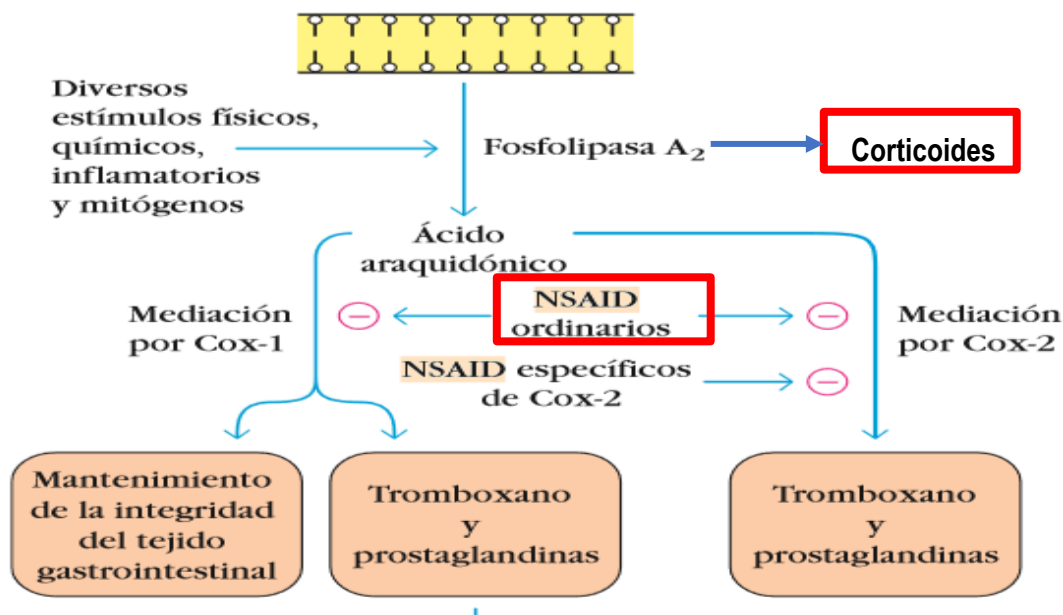 Diversos
estímulos físicos,
químicos,
inflamatorios
y mitógenos
Fosfolipasa A₂
Corticoides
Ácido
araquidónico
Mediación
por Cox-1
NSAID
ordinarios
Mediación
por Cox-2
NSAID específicos
de Cox-2
Mantenimiento
de la integridad
del tejido
gastrointestinal
Tromboxano
y
prostaglandinas
Tromboxano
y
prostaglandinas